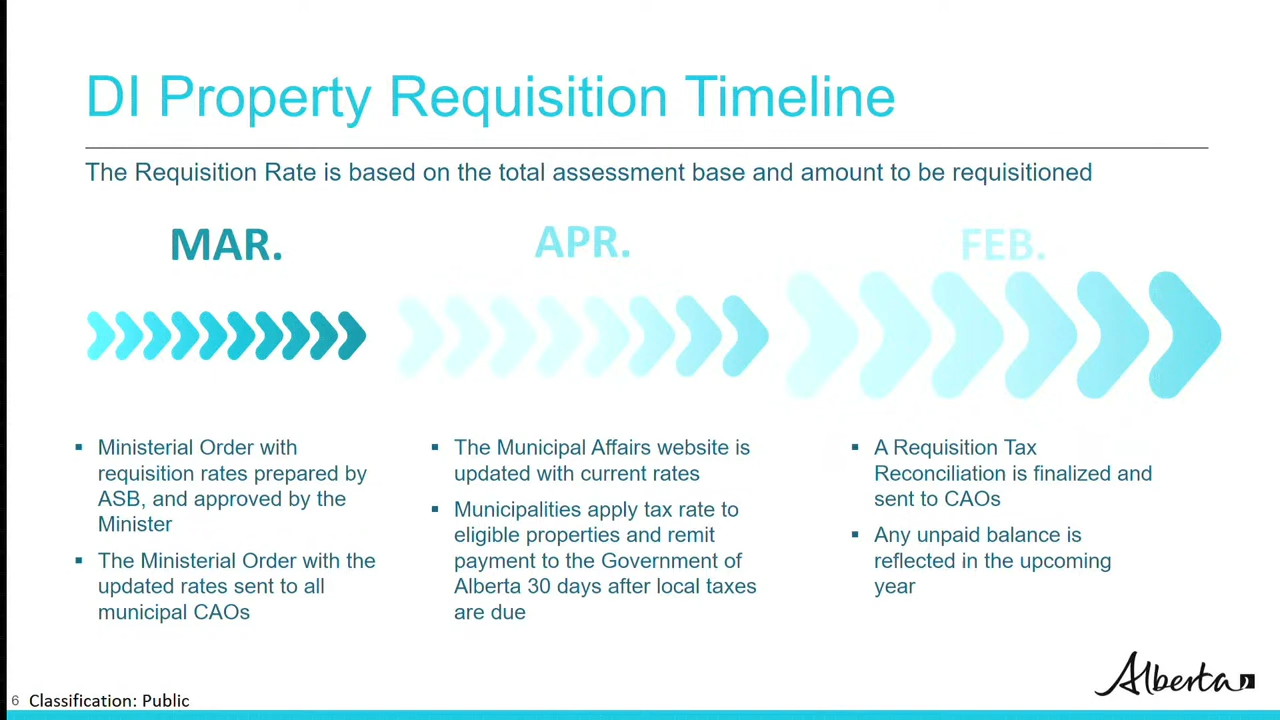 DI Property Requisition Timeline
The Requisition Rate is based on the total assessment base and amount to be requisitioned
MAR.
▪ Ministerial Order with
requisition rates prepared by
ASB, and approved by the
Minister
▪ The Ministerial Order with the
updated rates sent to all
municipal CAOs
APR.
▪ The Municipal Affairs website is
updated with current rates
▪ Municipalities apply tax rate to
eligible properties and remit
payment to the Government of
Alberta 30 days after local taxes
are due
FEB.
▪ A Requisition Tax
Reconciliation is finalized and
sent to CAOs
▪ Any unpaid balance is
reflected in the upcoming
year
Alberta
6 Classification: Public